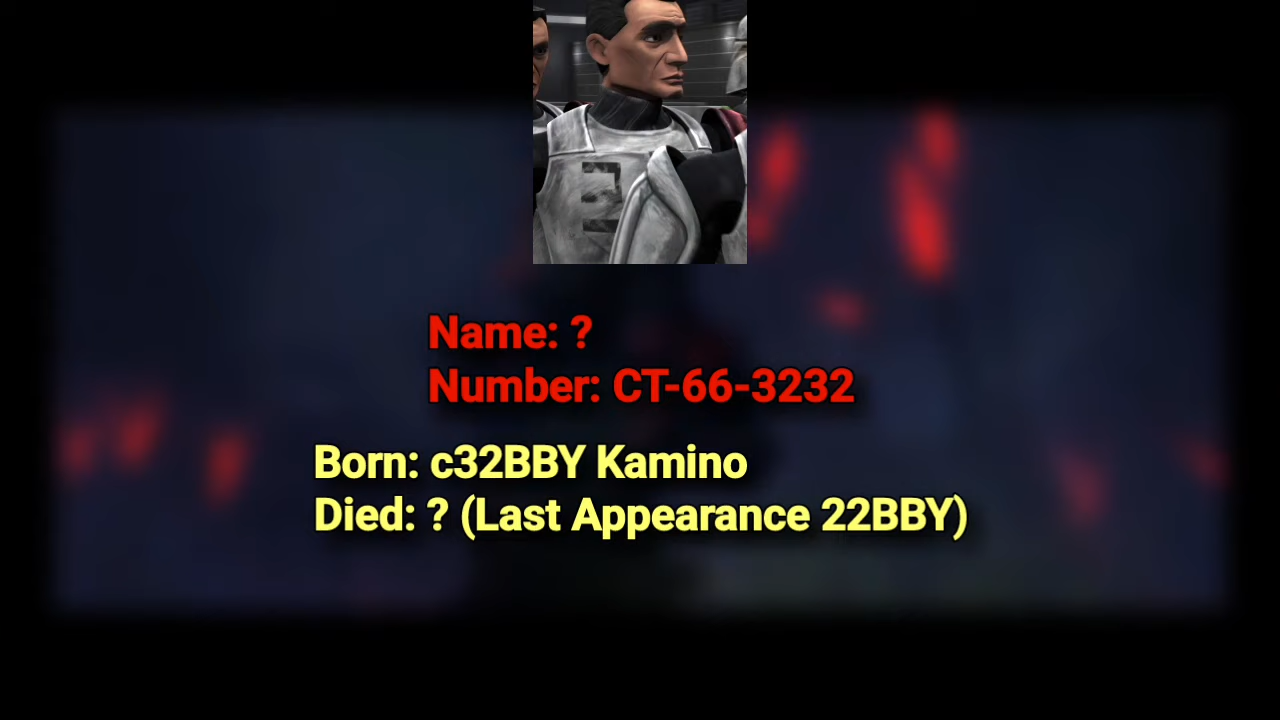 Name: ?
Number: CT-66-3232
Born: c32BBY Kamino
Died: ? (Last Appearance 22BBY)